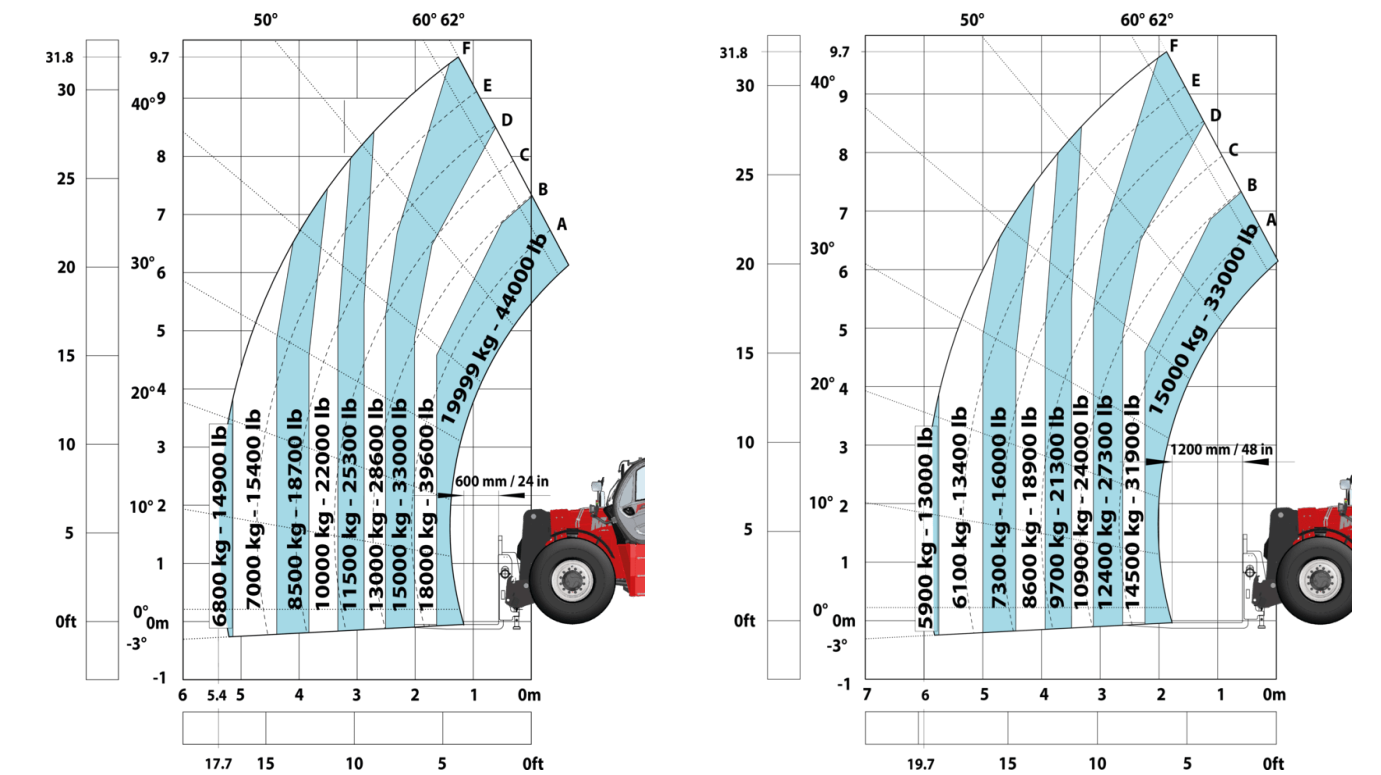 50° 60° 62°
31.8 9.7 F
30 40° 9 E
D
8 C
25
B
7 A
20 30° 6
5
15
20° 4
3
10
600 mm / 24 in
10° 2
5
1
0°
0ft 0m
-3°
-1
19999 kg - 44000 lb
6800 kg - 14900 lb
7000 kg - 15400 lb
8500 kg - 18700 lb
10000 kg - 22000 lb
11500 kg - 25300 lb
13000 kg - 28600 lb
15000 kg - 33000 lb
18000 kg - 39600 lb
6 5.4 5 4 3 2 1 0m
17.7 15 10 5 0ft
50° 60° 62°
31.8 9.7 F
30 40° E
9
D
8 C
25
B
7 A
30°
20 6
5
15
20° 4
3
10
1200 mm / 48 in
10° 2
5
1
0°
0ft 0m
-3°
-1
15000 kg - 33000 lb
5900 kg - 13000 lb
6100 kg - 13400 lb
7300 kg - 16000 lb
8600 kg - 18900 lb
9700 kg - 21300 lb
10900 kg - 24000 lb
12400 kg - 27300 lb
14500 kg - 31900 lb
7 6 5 4 3 2 1 0m
19.7 15 10 5 0ft